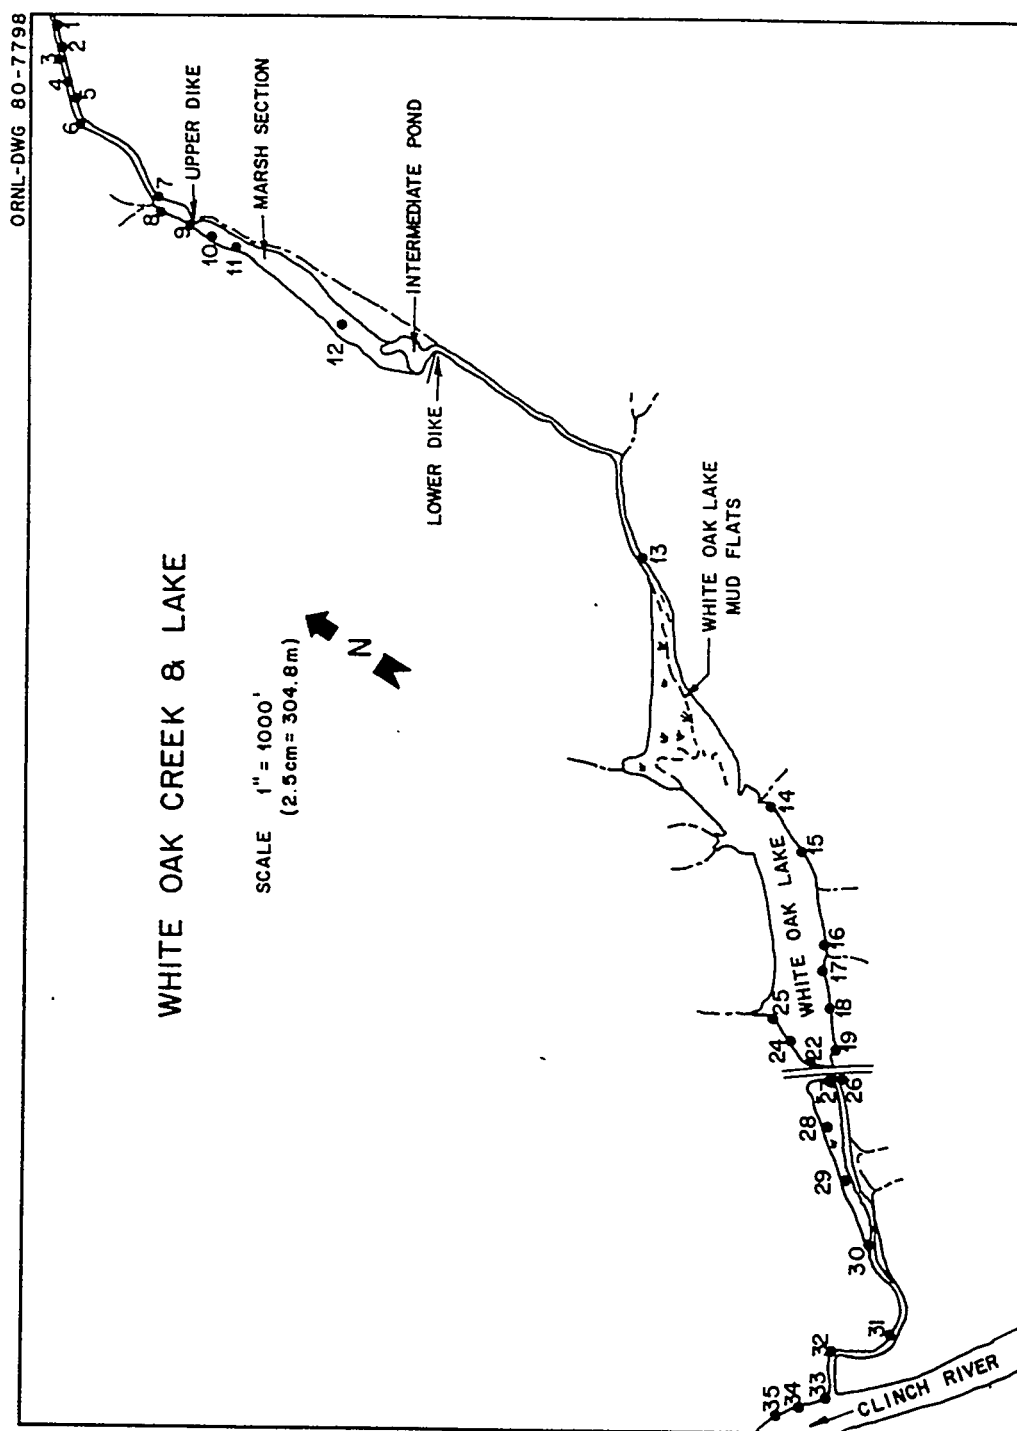 ORNL-DWG 80-7798
WHITE OAK CREEK & LAKE
SCALE 1" = 1000'
(2.5cm = 304.8m)
N
1
2
3
4
5
6
7
8
9
UPPER DIKE
10
11
MARSH SECTION
12
INTERMEDIATE POND
LOWER DIKE
13
WHITE OAK LAKE
MUD FLATS
14
15
WHITE OAK LAKE
16
17
18
19
25
24
22
27
26
28
29
30
31
32
33
34
35
CLINCH RIVER